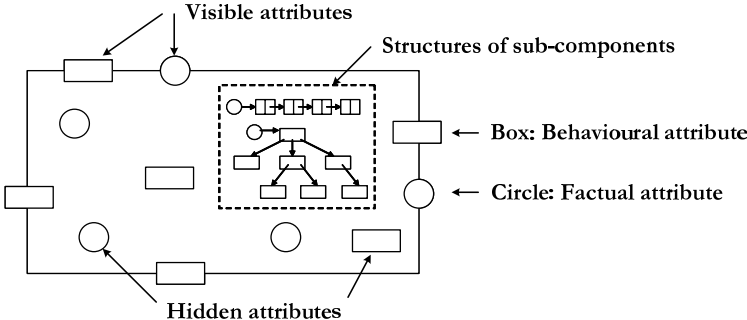 Visible attributes
Structures of sub-components
Box: Behavioural attribute
Circle: Factual attribute
Hidden attributes